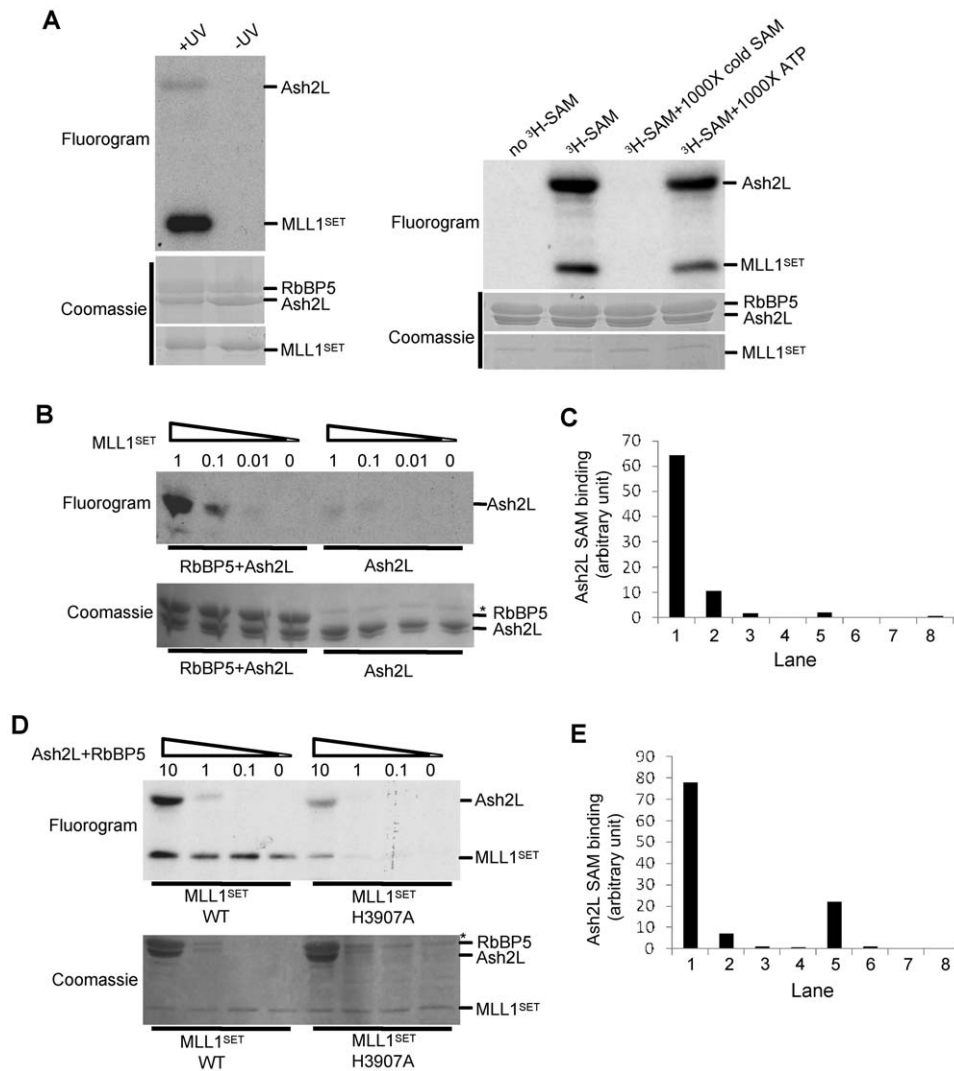 A
+UV -UV
Ash2L
Fluorogram
MLL1SET
RbBP5
Ash2L
Coomassie
MLL1SET
no ³H-SAM
³H-SAM
³H-SAM+1000X cold SAM
³H-SAM+1000X ATP
Ash2L
Fluorogram
MLL1SET
RbBP5
Ash2L
Coomassie
MLL1SET
B
MLL1SET
1 0.1 0.01 0 1 0.1 0.01 0
Fluorogram
Ash2L
RbBP5+Ash2L Ash2L
Coomassie
*
RbBP5
Ash2L
RbBP5+Ash2L Ash2L
C
Ash2L SAM binding
(arbitrary unit)
70
60
50
40
30
20
10
0
1 2 3 4 5 6 7 8
Lane
D
Ash2L+RbBP5
10 1 0.1 0 10 1 0.1 0
Ash2L
Fluorogram
MLL1SET
MLL1SET MLL1SET
WT H3907A
*
RbBP5
Ash2L
Coomassie
MLL1SET
MLL1SET MLL1SET
WT H3907A
E
Ash2L SAM binding
(arbitrary unit)
90
80
70
60
50
40
30
20
10
0
1 2 3 4 5 6 7 8
Lane